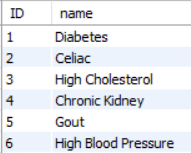 ID name
1 Diabetes
2 Celiac
3 High Cholesterol
4 Chronic Kidney
5 Gout
6 High Blood Pressure